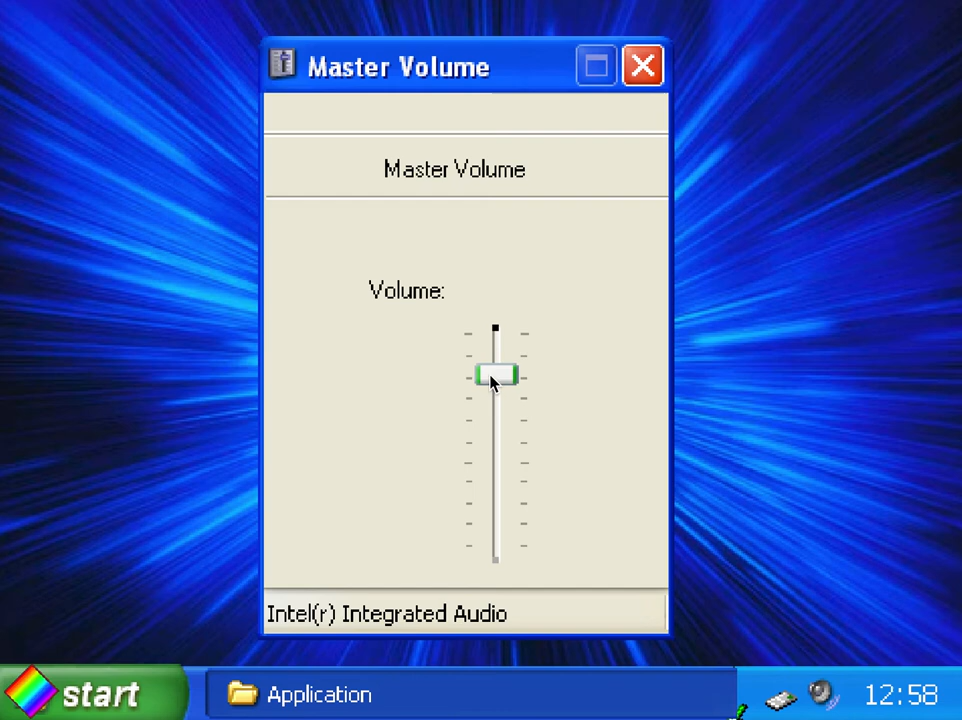 Master Volume
Master Volume
Volume:
Intel(r) Integrated Audio
start
Application
12:58